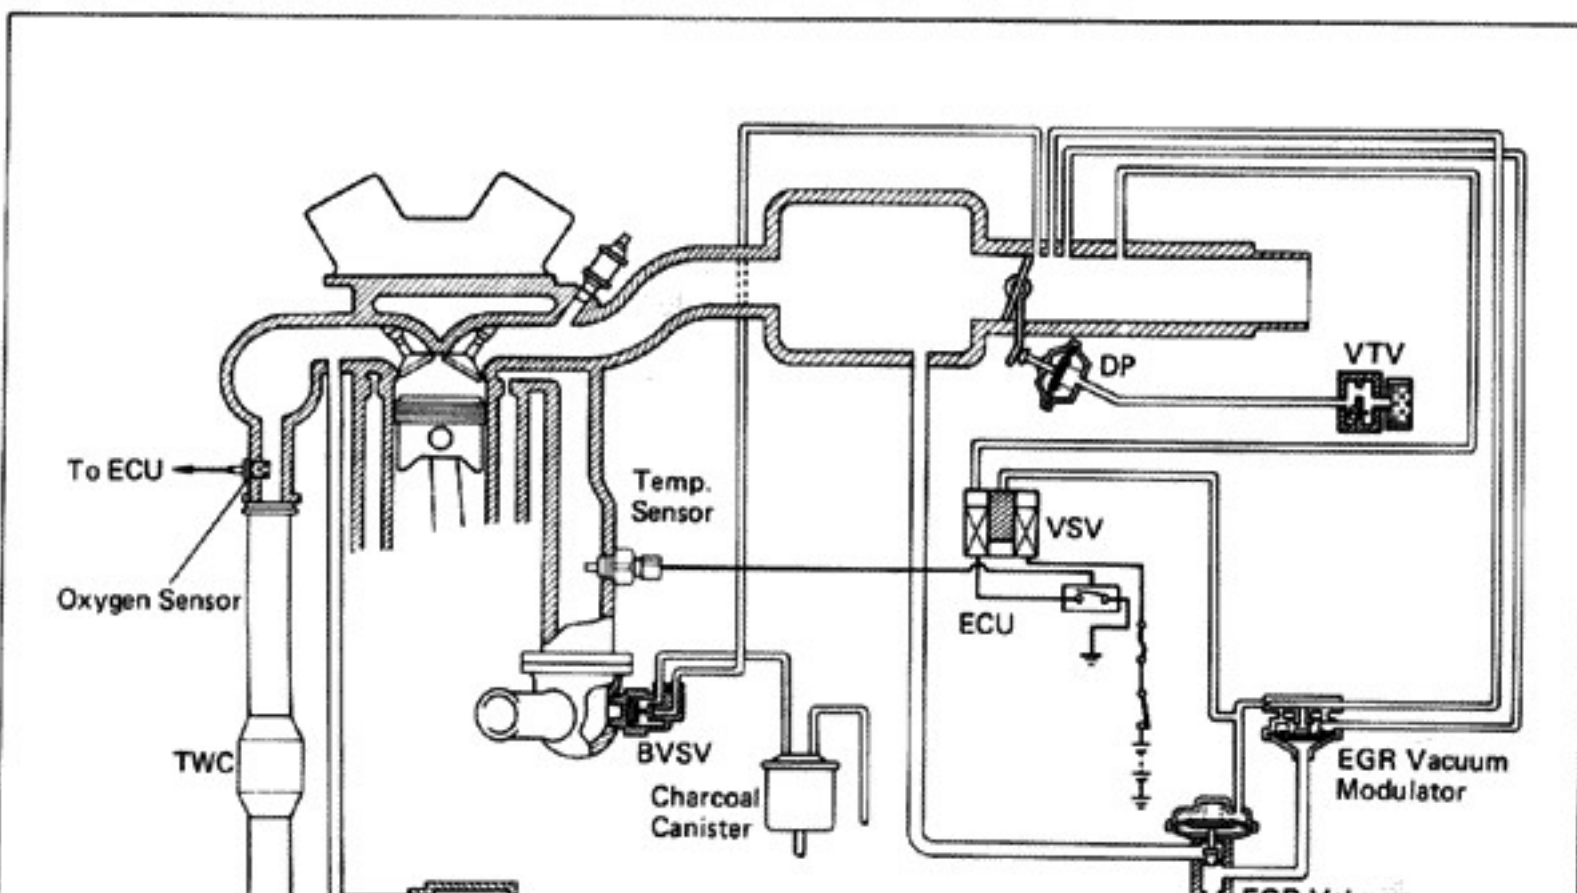 DP
VTV
To ECU
Temp.
Sensor
VSV
Oxygen Sensor
ECU
TWC
BVSV
EGR Vacuum
Modulator
Charcoal
Canister